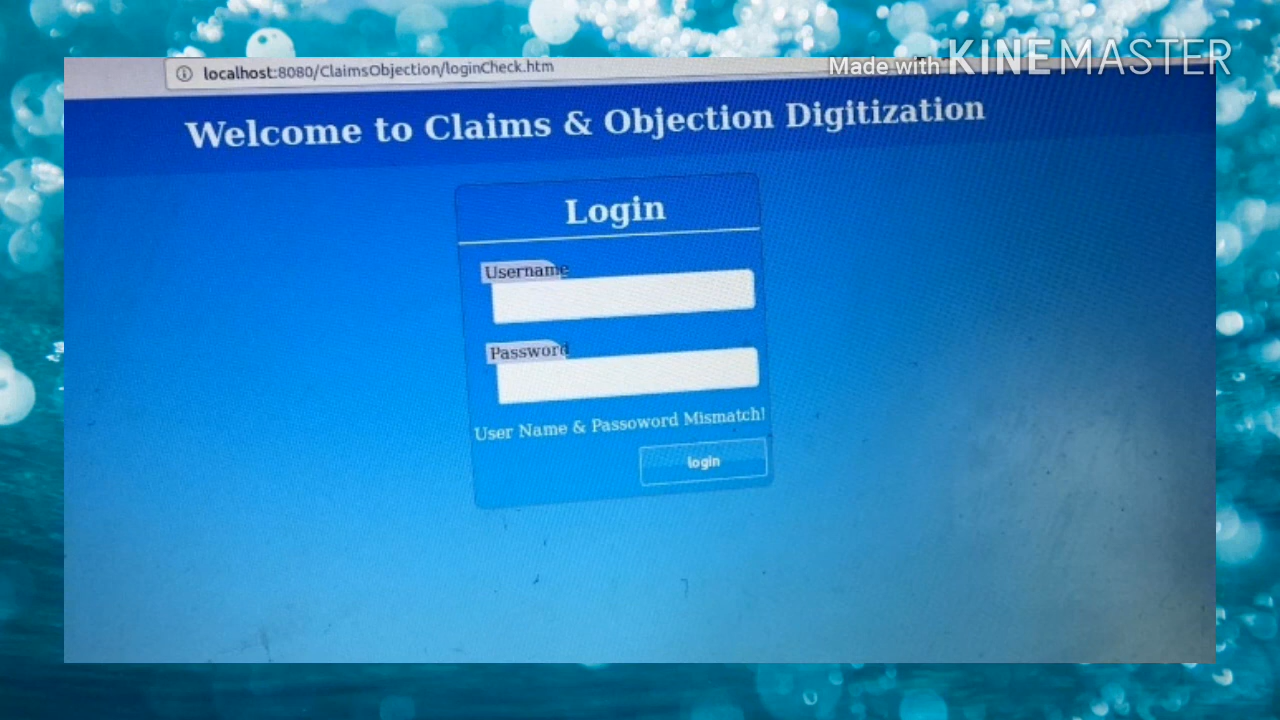 localhost:8080/ClaimsObjection/loginCheck.htm
Made with KINEMASTER
Welcome to Claims & Objection Digitization
Login
Username
Password
User Name & Passoword Mismatch!
login